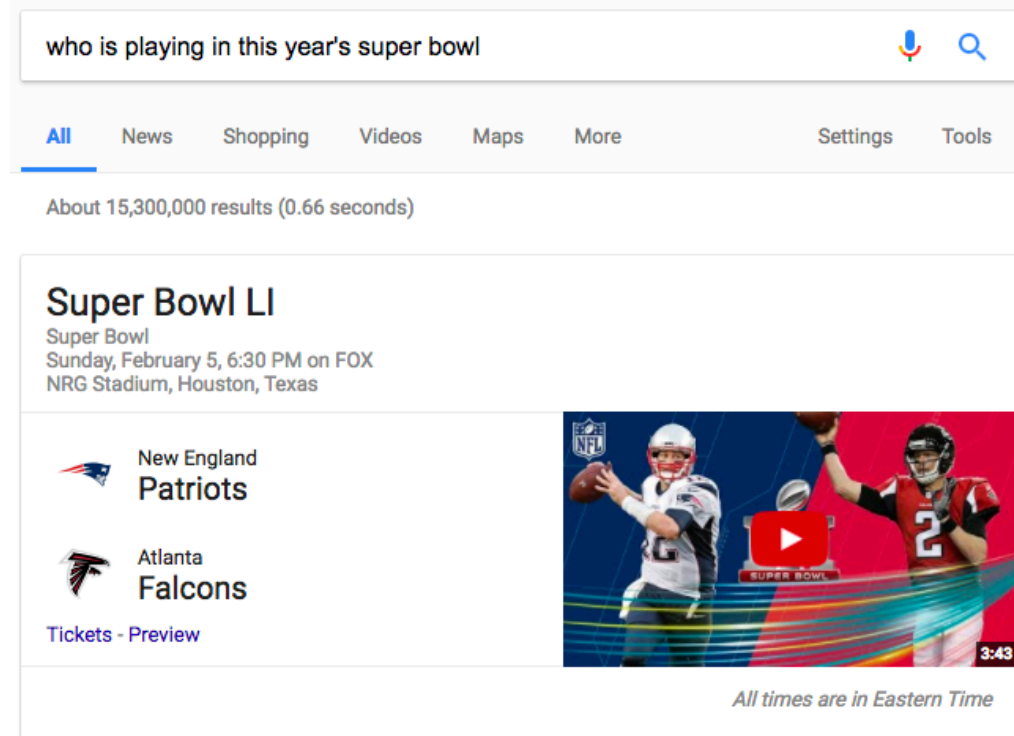 who is playing in this year's super bowl
All News Shopping Videos Maps More Settings Tools
About 15,300,000 results (0.66 seconds)
Super Bowl LI
Super Bowl
Sunday, February 5, 6:30 PM on FOX
NRG Stadium, Houston, Texas
New England
Patriots
Atlanta
Falcons
Tickets - Preview
NFL
12
2
SUPER BOWL
3:43
All times are in Eastern Time